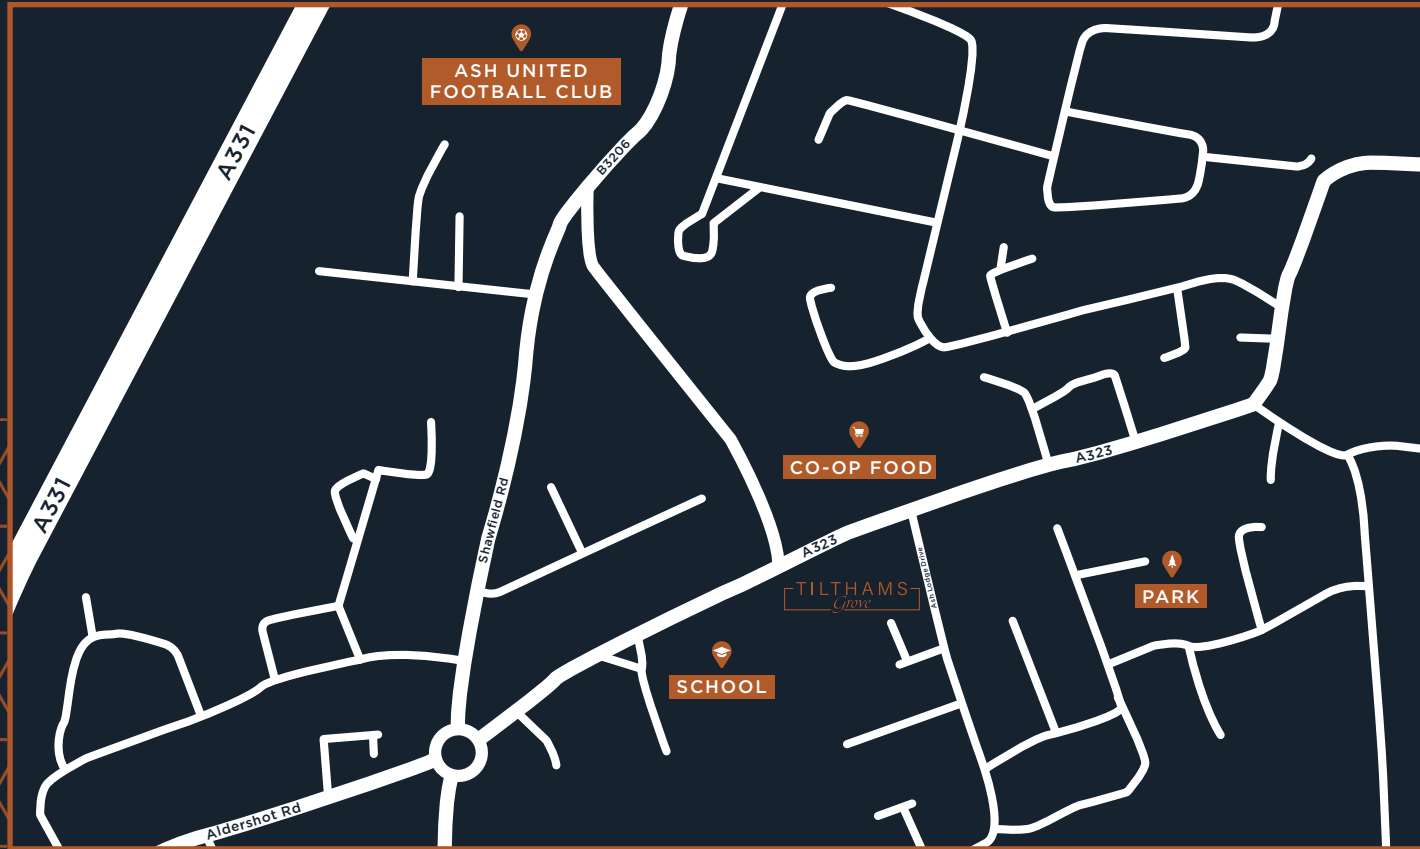 ASH UNITED
FOOTBALL CLUB
A331
B3206
A331
Shawfield Rd
CO-OP FOOD
A323
A323
Ash Lodge Drive
TILTHAMS
Grove
PARK
SCHOOL
Aldershot Rd